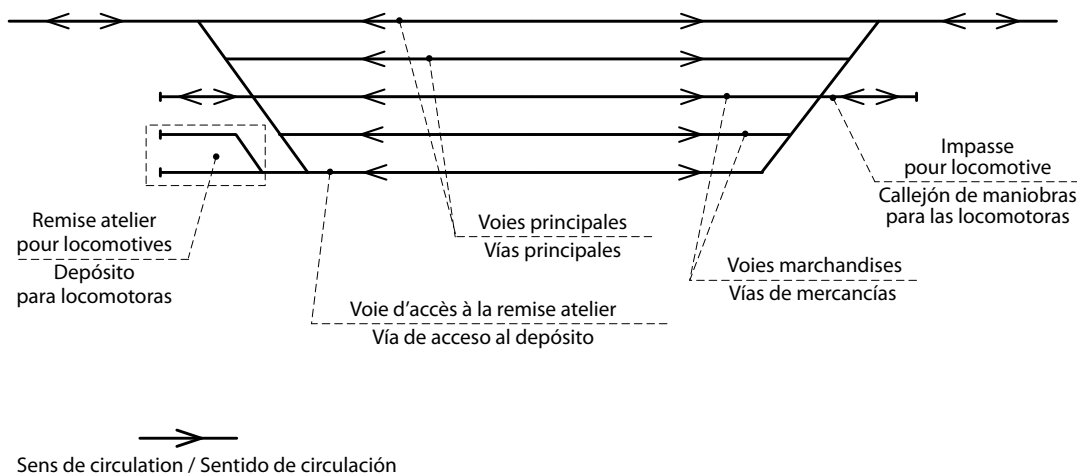 Impasse
pour locomotive
Callejón de maniobras
para las locomotoras
Remise atelier
pour locomotives
Depósito
para locomotoras
Voies principales
Vías principales
Voies marchandises
Vías de mercancías
Voie d'accès à la remise atelier
Vía de acceso al depósito
Sens de circulation / Sentido de circulación